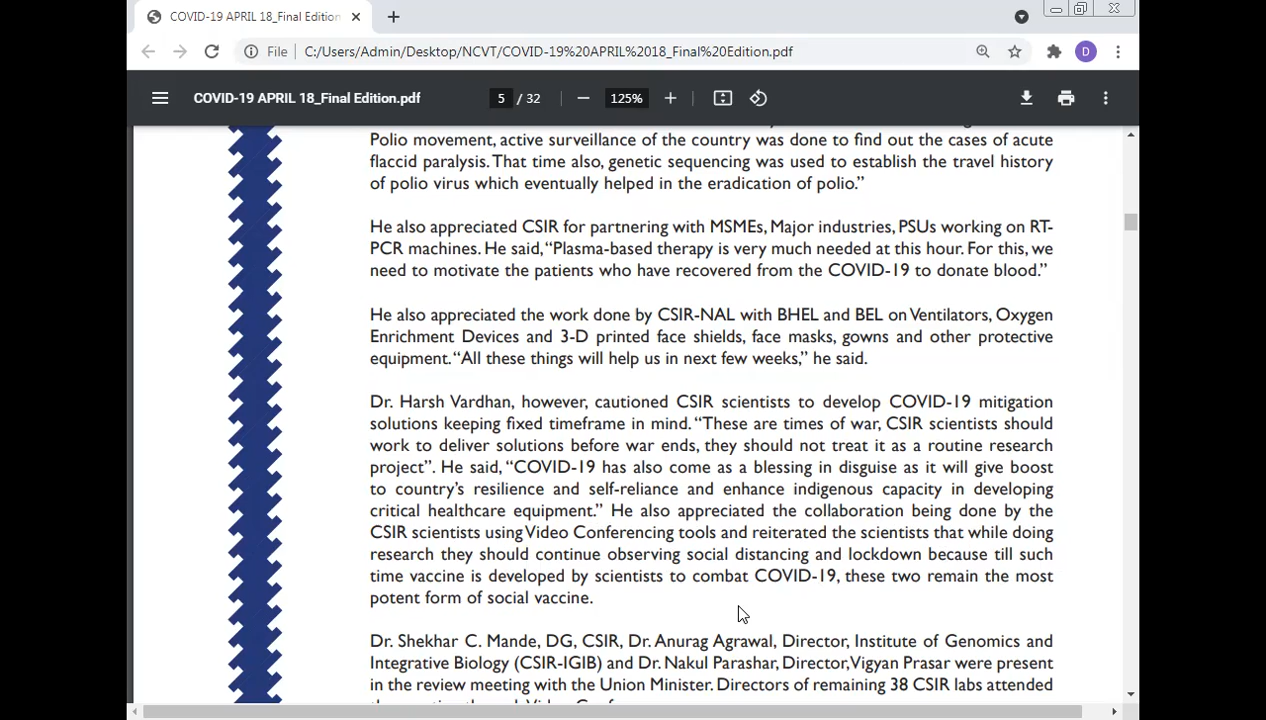 COVID-19 APRIL 18_Final Edition
File C:/Users/Admin/Desktop/NCVT/COVID-19%20APRIL%2018_Final%20Edition.pdf
D
COVID-19 APRIL 18_Final Edition.pdf 5 / 32 125%
Polio movement, active surveillance of the country was done to find out the cases of acute
flaccid paralysis. That time also, genetic sequencing was used to establish the travel history
of polio virus which eventually helped in the eradication of polio.”
He also appreciated CSIR for partnering with MSMEs, Major industries, PSUs working on RT-
PCR machines. He said, “Plasma-based therapy is very much needed at this hour. For this, we
need to motivate the patients who have recovered from the COVID-19 to donate blood.”
He also appreciated the work done by CSIR-NAL with BHEL and BEL on Ventilators, Oxygen
Enrichment Devices and 3-D printed face shields, face masks, gowns and other protective
equipment. “All these things will help us in next few weeks,” he said.
Dr. Harsh Vardhan, however, cautioned CSIR scientists to develop COVID-19 mitigation
solutions keeping fixed timeframe in mind. “These are times of war, CSIR scientists should
work to deliver solutions before war ends, they should not treat it as a routine research
project”. He said, “COVID-19 has also come as a blessing in disguise as it will give boost
to country’s resilience and self-reliance and enhance indigenous capacity in developing
critical healthcare equipment.” He also appreciated the collaboration being done by the
CSIR scientists using Video Conferencing tools and reiterated the scientists that while doing
research they should continue observing social distancing and lockdown because till such
time vaccine is developed by scientists to combat COVID-19, these two remain the most
potent form of social vaccine.
Dr. Shekhar C. Mande, DG, CSIR, Dr. Anurag Agrawal, Director, Institute of Genomics and
Integrative Biology (CSIR-IGIB) and Dr. Nakul Parashar, Director, Vigyan Prasar were present
in the review meeting with the Union Minister. Directors of remaining 38 CSIR labs attended